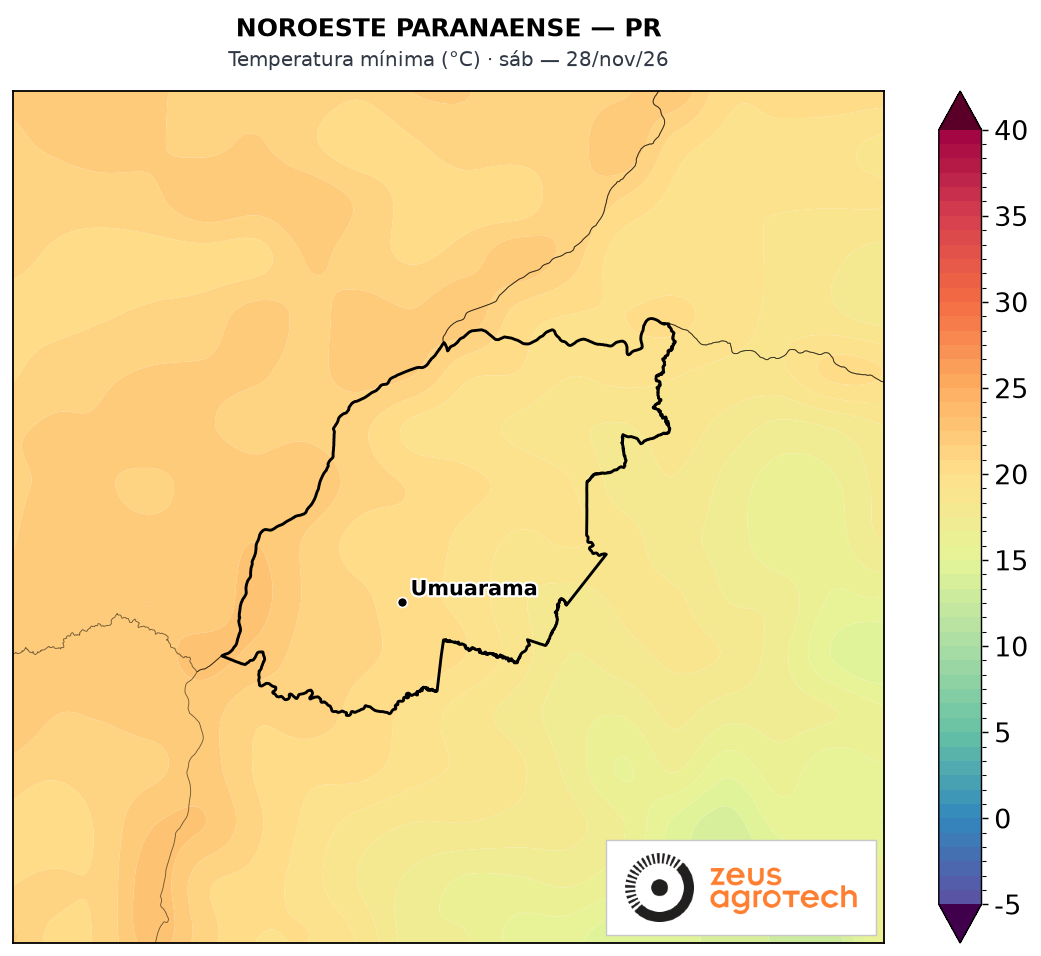 NOROESTE PARANAENSE — PR
Temperatura mínima (°C) · sáb — 28/nov/26
40
35
30
25
20
15
10
5
0
-5
Umuarama
zeus
agrotech